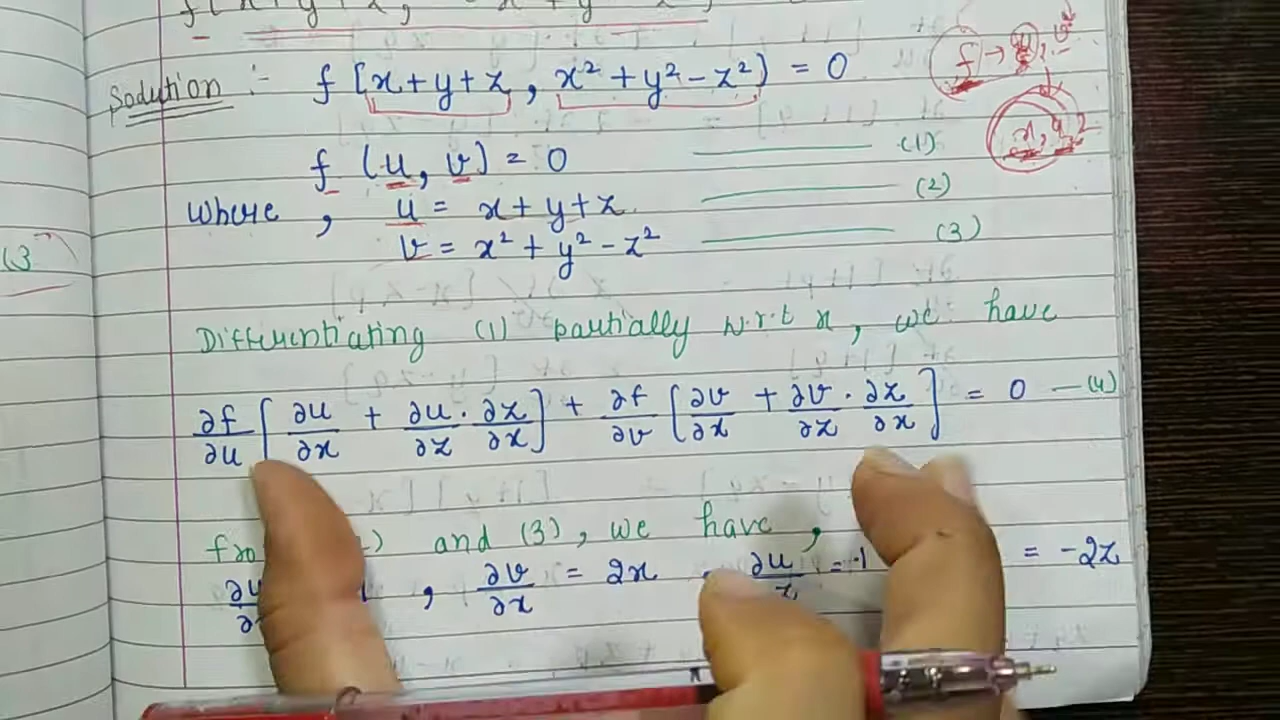 Solution :- f [x+y+z, x² + y² - z²] = 0
f → u, v
x, y, z
f (u, v) = 0 (1)
where , u = x + y + z (2)
v = x² + y² - z² (3)
(3
Differentiating (1) partially w.r.t x, we have
∂f/∂u [∂u/∂x + ∂u/∂z · ∂z/∂x] + ∂f/∂v [∂v/∂x + ∂v/∂z · ∂z/∂x] = 0 — (4)
and (3), we have,
, ∂v/∂x = 2x = -2z